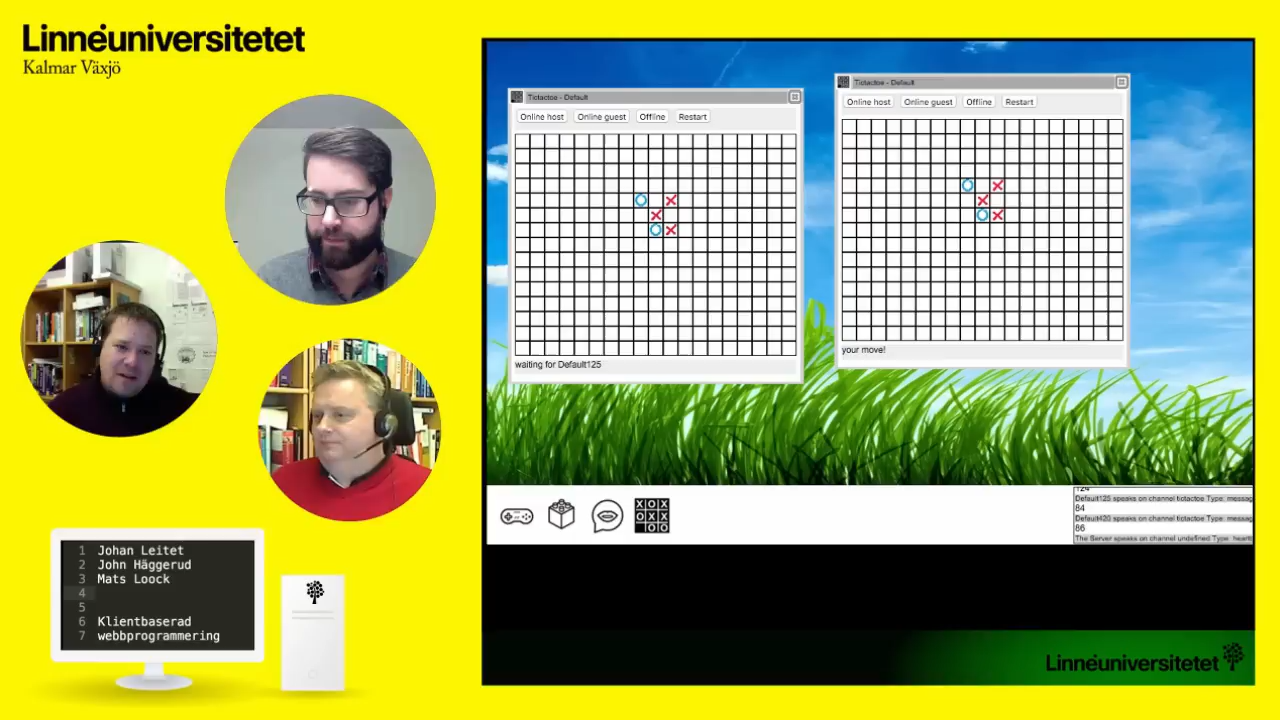 Linnéuniversitetet
Kalmar Växjö
Tictactoe - Default
Online host Online guest Offline Restart
waiting for Default125
Tictactoe - Default
Online host Online guest Offline Restart
your move!
124
Default125 speaks on channel tictactoe Type: messag
84
Default420 speaks on channel tictactoe Type: messag
86
The Server speaks on channel undefined Type: heart
1 Johan Leitet
2 John Häggerud
3 Mats Loock
4
5
6 Klientbaserad
7 webbprogrammering
Linnéuniversitetet